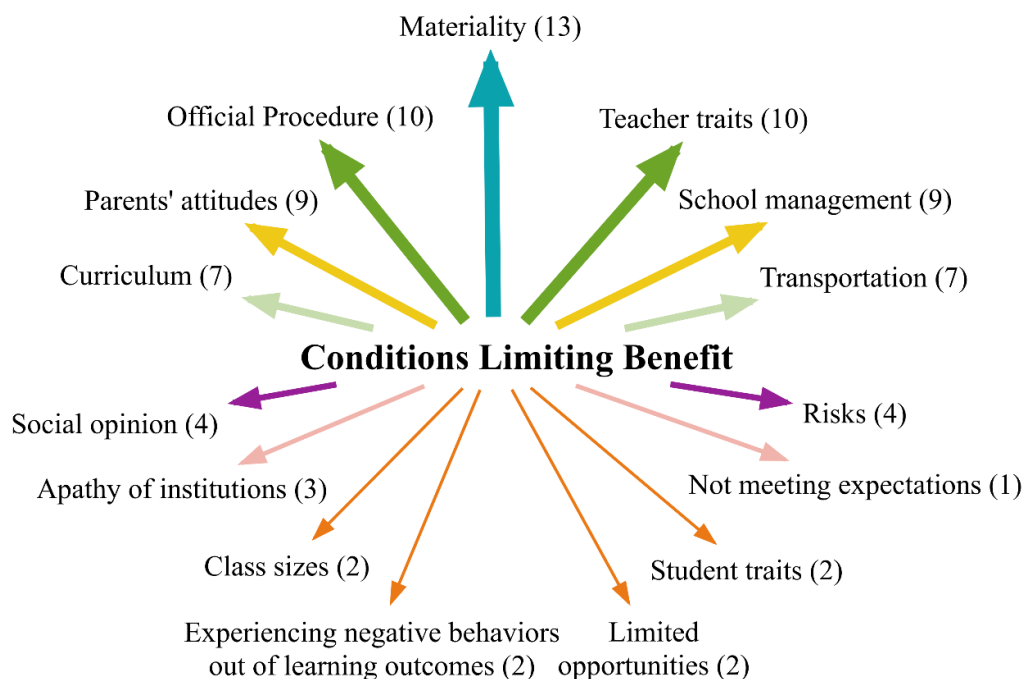 Materiality (13)
Official Procedure (10)
Teacher traits (10)
Parents' attitudes (9)
School management (9)
Curriculum (7)
Transportation (7)
Conditions Limiting Benefit
Social opinion (4)
Risks (4)
Apathy of institutions (3)
Not meeting expectations (1)
Class sizes (2)
Student traits (2)
Experiencing negative behaviors
out of learning outcomes (2)
Limited
opportunities (2)